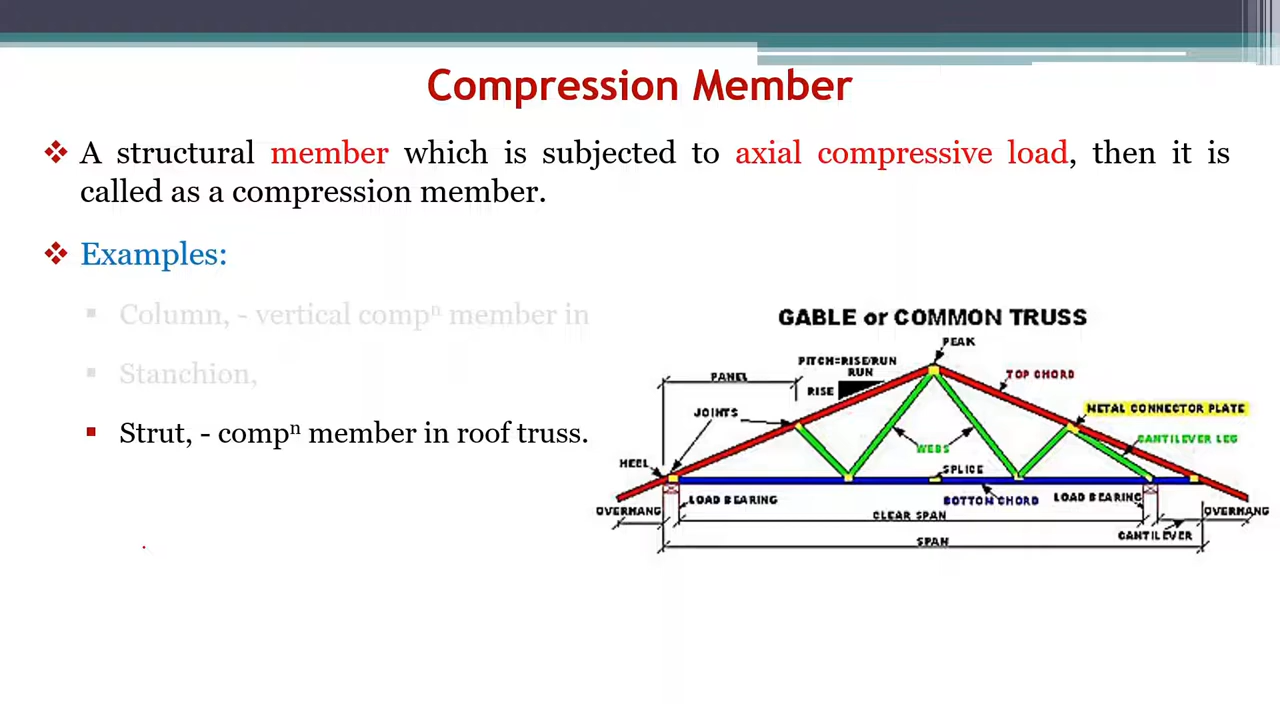 Compression Member
❖ A structural member which is subjected to axial compressive load, then it is
called as a compression member.
❖ Examples:
▪ Column, - vertical compⁿ member in
▪ Stanchion,
▪ Strut, - compⁿ member in roof truss.
GABLE or COMMON TRUSS
PEAK
PITCH=RISE/RUN
RUN
RISE
PANEL
TOP CHORD
JOINTS
METAL CONNECTOR PLATE
CANTILEVER LEG
WEBS
HEEL
SPLICE
LOAD BEARING
BOTTOM CHORD
LOAD BEARING
OVERHANG
CLEAR SPAN
OVERHANG
CANTILEVER
SPAN